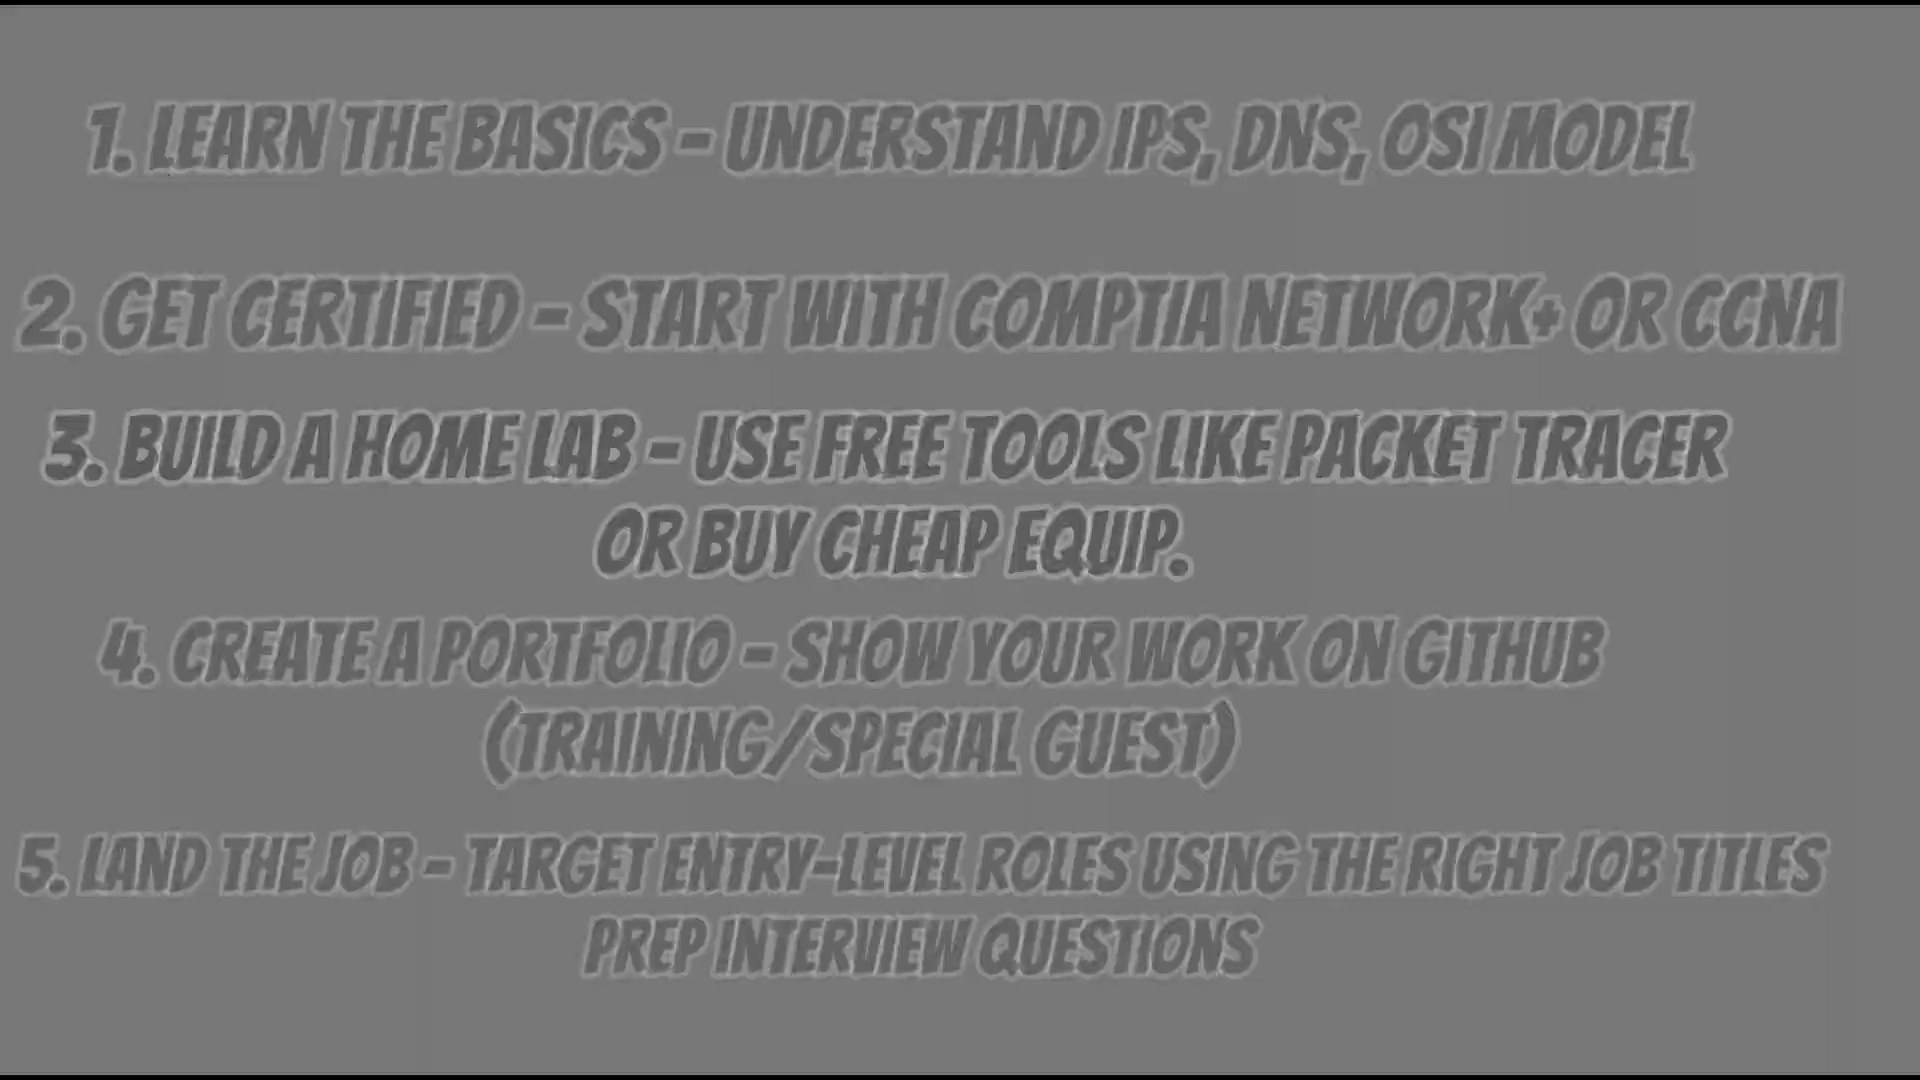 1. LEARN THE BASICS - UNDERSTAND IPS, DNS, OSI MODEL
2. GET CERTIFIED - START WITH COMPTIA NETWORK+ OR CCNA
3. BUILD A HOME LAB - USE FREE TOOLS LIKE PACKET TRACER
OR BUY CHEAP EQUIP.
4. CREATE A PORTFOLIO - SHOW YOUR WORK ON GITHUB
(TRAINING/SPECIAL GUEST)
5. LAND THE JOB - TARGET ENTRY-LEVEL ROLES USING THE RIGHT JOB TITLES
PREP INTERVIEW QUESTIONS